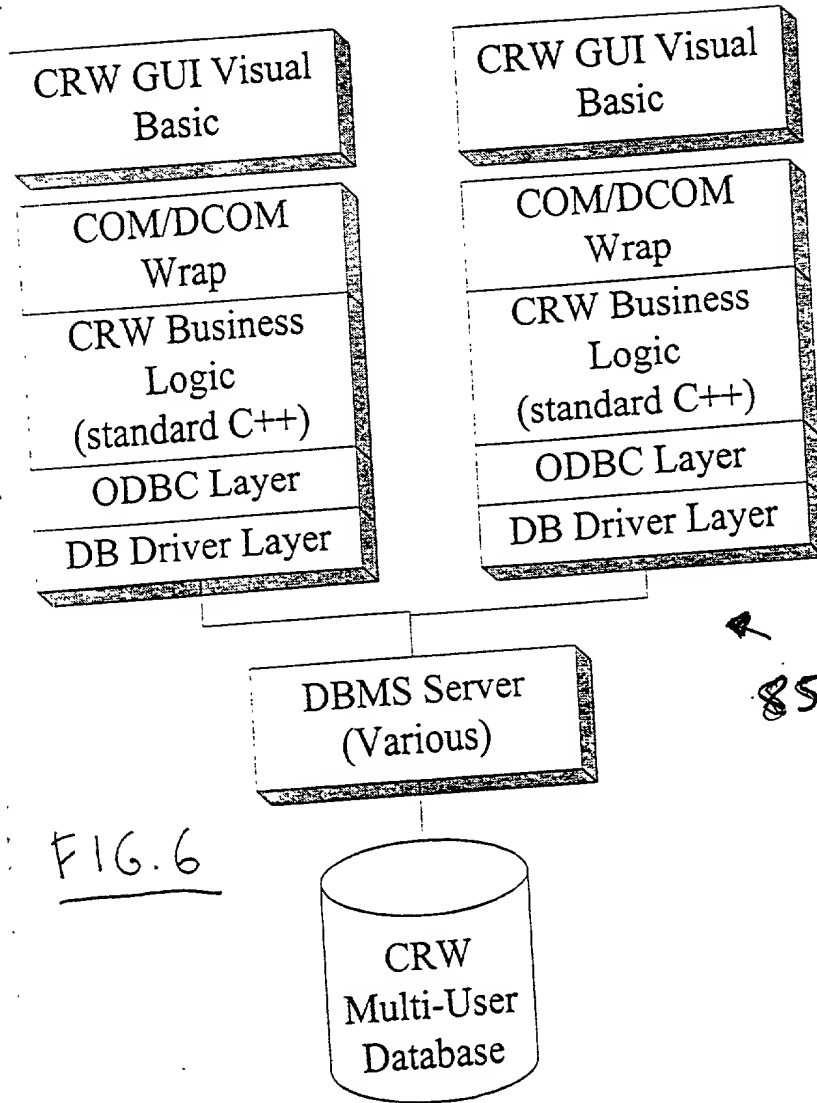 CRW GUI Visual
Basic
COM/DCOM
Wrap
CRW Business
Logic
(standard C++)
ODBC Layer
DB Driver Layer
CRW GUI Visual
Basic
COM/DCOM
Wrap
CRW Business
Logic
(standard C++)
ODBC Layer
DB Driver Layer
85
DBMS Server
(Various)
FIG. 6
CRW
Multi-User
Database